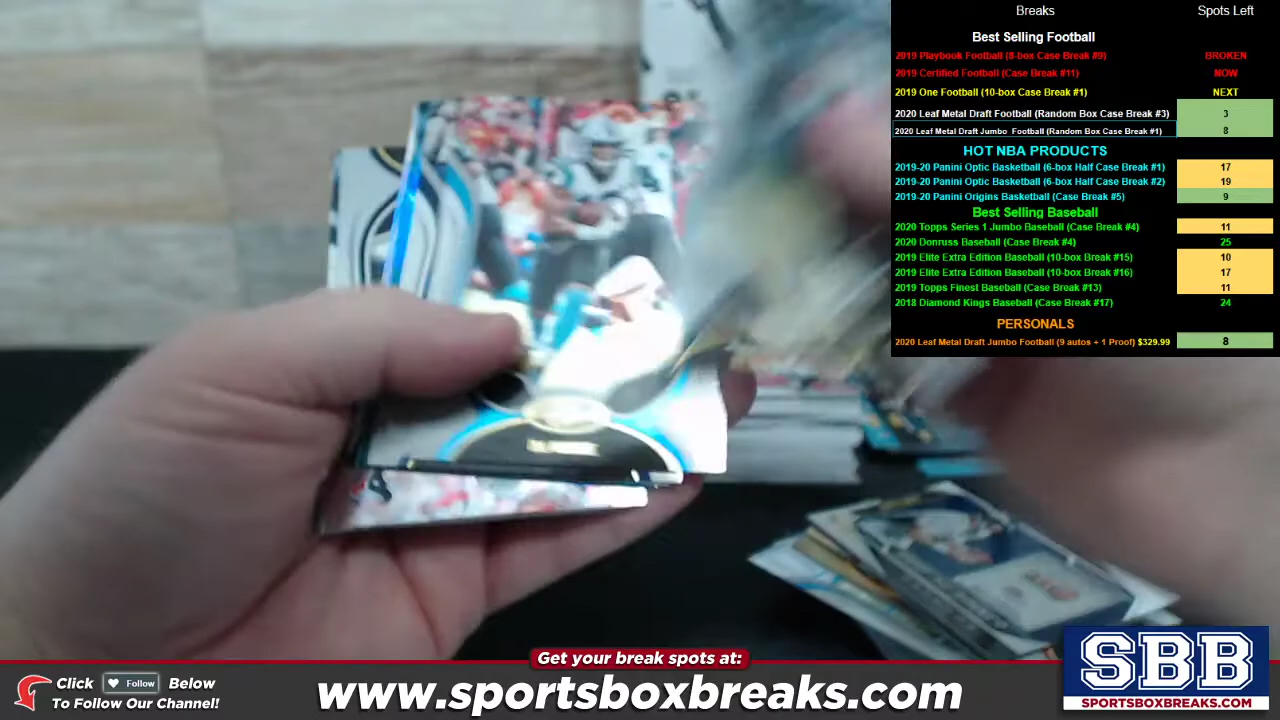 Breaks Spots Left
Best Selling Football
2019 Playbook Football (8-box Case Break #9) BROKEN
2019 Certified Football (Case Break #11) NOW
2019 One Football (10-box Case Break #1) NEXT
2020 Leaf Metal Draft Football (Random Box Case Break #3) 3
2020 Leaf Metal Draft Jumbo Football (Random Box Case Break #1) 8
HOT NBA PRODUCTS
2019-20 Panini Optic Basketball (6-box Half Case Break #1) 17
2019-20 Panini Optic Basketball (6-box Half Case Break #2) 19
2019-20 Panini Origins Basketball (Case Break #5) 9
Best Selling Baseball
2020 Topps Series 1 Jumbo Baseball (Case Break #4) 11
2020 Donruss Baseball (Case Break #4) 25
2019 Elite Extra Edition Baseball (10-box Break #15) 10
2019 Elite Extra Edition Baseball (10-box Break #16) 17
2019 Topps Finest Baseball (Case Break #13) 11
2018 Diamond Kings Baseball (Case Break #17) 24
PERSONALS
2020 Leaf Metal Draft Jumbo Football (9 autos + 1 Proof) $329.99 8
Get your break spots at:
Click Follow Below
To Follow Our Channel!
www.sportsboxbreaks.com
SBB
SPORTSBOXBREAKS.COM